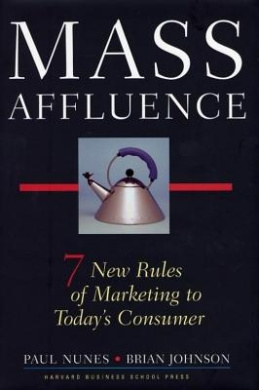 MASS
AFFLUENCE
7 New Rules
of Marketing to
Today's Consumer
PAUL NUNES • BRIAN JOHNSON
HARVARD BUSINESS SCHOOL PRESS